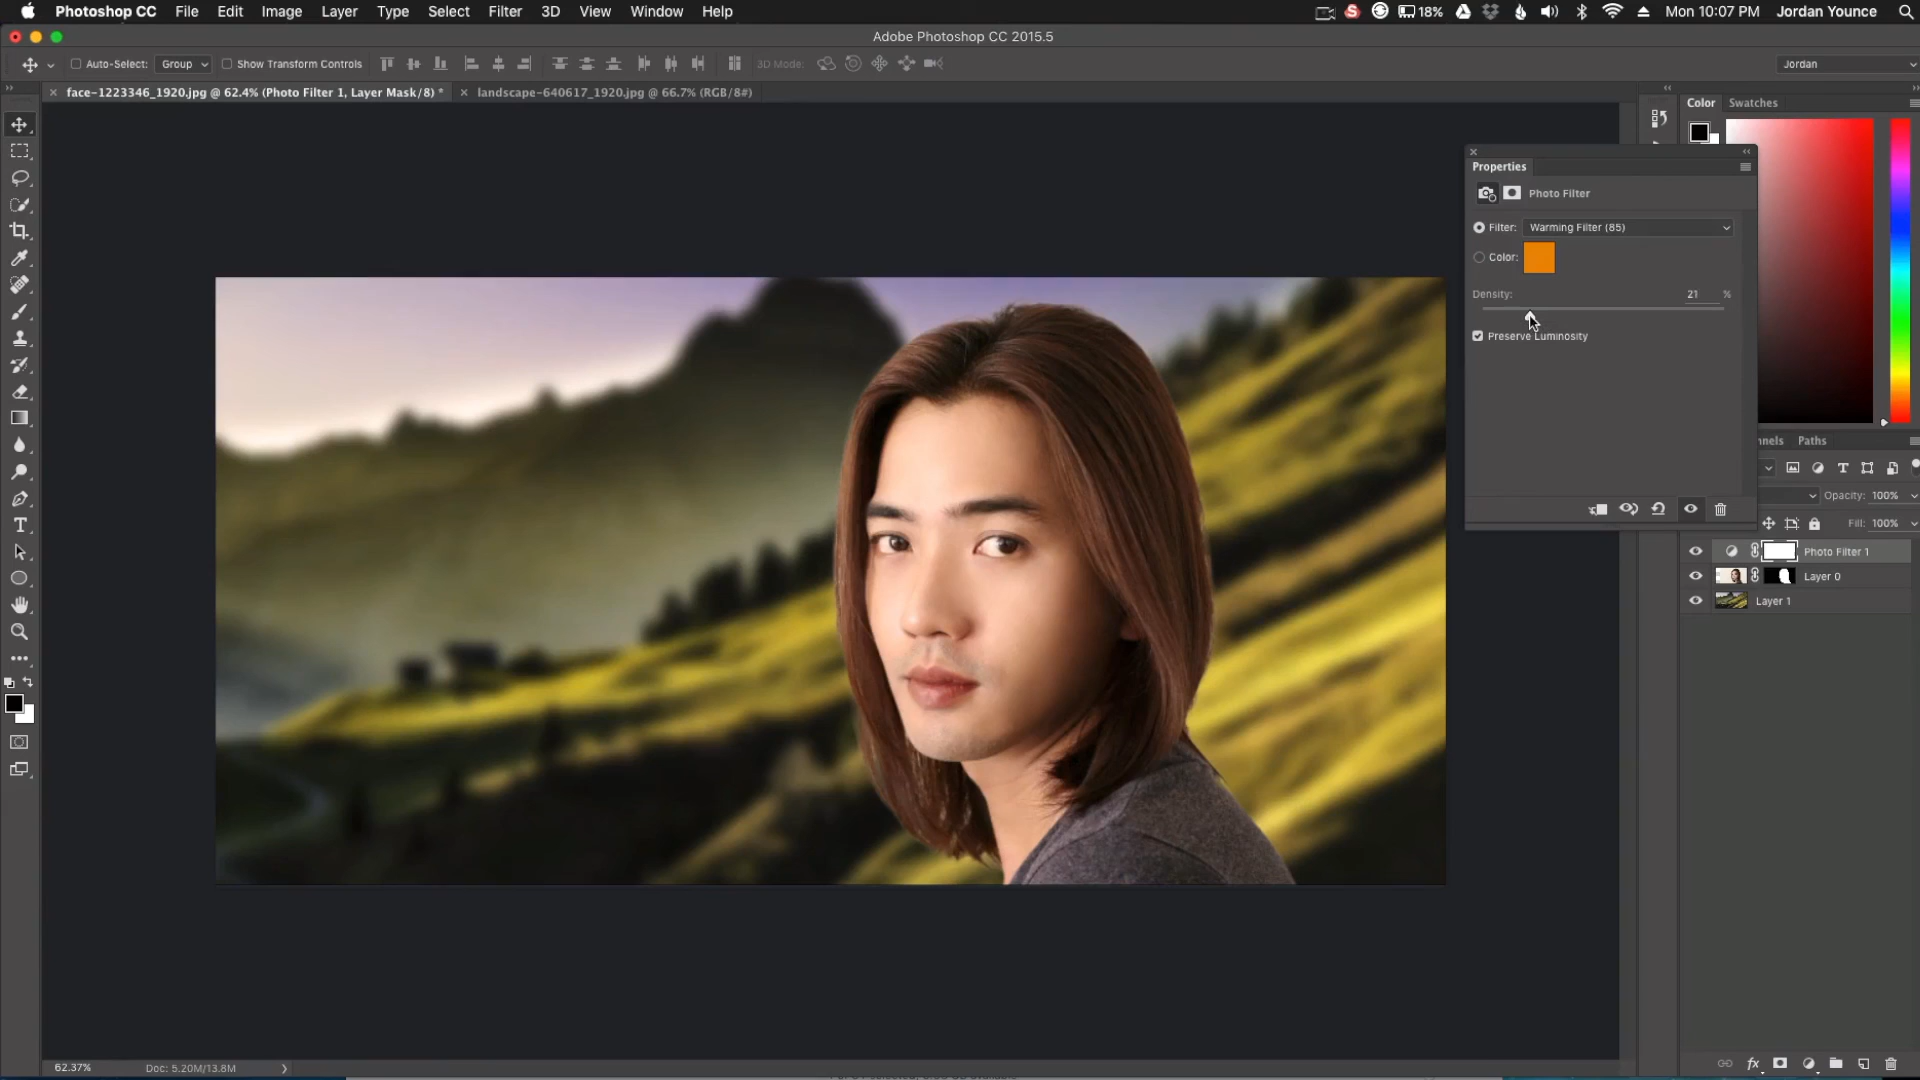 Photoshop CC File Edit Image Layer Type Select Filter 3D View Window Help 18% Mon 10:07 PM Jordan Younce
Adobe Photoshop CC 2015.5
Auto-Select: Group Show Transform Controls 3D Mode: Jordan
face-1223346_1920.jpg @ 62.4% (Photo Filter 1, Layer Mask/8) * landscape-640617_1920.jpg @ 66.7% (RGB/8#)
Color Swatches
Properties
Photo Filter
Filter: Warming Filter (85)
Color:
Density: 21 %
Preserve Luminosity
nnels Paths
Opacity: 100%
Fill: 100%
Photo Filter 1
Layer 0
Layer 1
62.37% Doc: 5.20M/13.8M